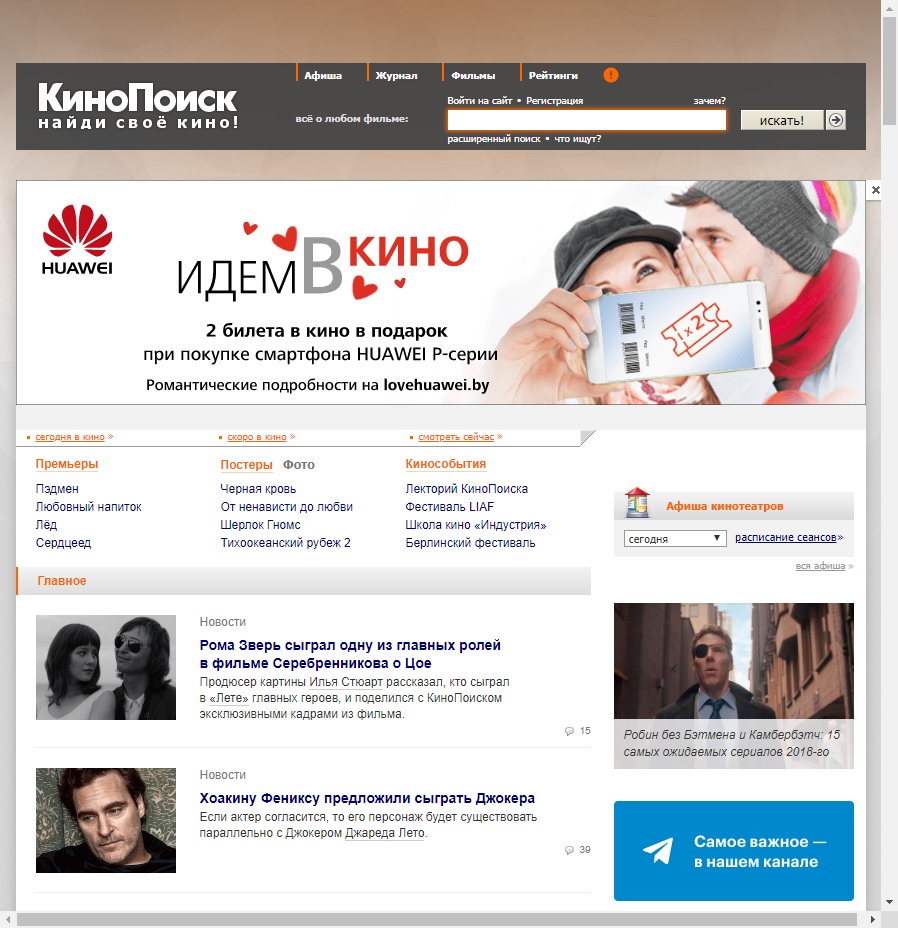 Афиша Журнал Фильмы Рейтинги !
КиноПоиск
найди своё кино!
Войти на сайт • Регистрация зачем?
всё о любом фильме: искать!
расширенный поиск • что ищут?
HUAWEI
ИДЕМ В КИНО
2 билета в кино в подарок
при покупке смартфона HUAWEI P-серии
Романтические подробности на lovehuawei.by
1 x 2
сегодня в кино » скоро в кино » смотреть сейчас »
Премьеры Постеры Фото Кинособытия
Пэдмен Черная кровь Лекторий КиноПоиска
Любовный напиток От ненависти до любви Фестиваль LIAF
Лёд Шерлок Гномс Школа кино «Индустрия»
Сердцеед Тихоокеанский рубеж 2 Берлинский фестиваль
Афиша кинотеатров
сегодня расписание сеансов»
вся афиша »
Главное
Новости
Рома Зверь сыграл одну из главных ролей
в фильме Серебренникова о Цое
Продюсер картины Илья Стюарт рассказал, кто сыграл
в «Лете» главных героев, и поделился с КиноПоиском
эксклюзивными кадрами из фильма.
15
Робин без Бэтмена и Камбербэтч: 15
самых ожидаемых сериалов 2018-го
Новости
Хоакину Фениксу предложили сыграть Джокера
Если актер согласится, то его персонаж будет существовать
параллельно с Джокером Джареда Лето.
39
Самое важное —
в нашем канале